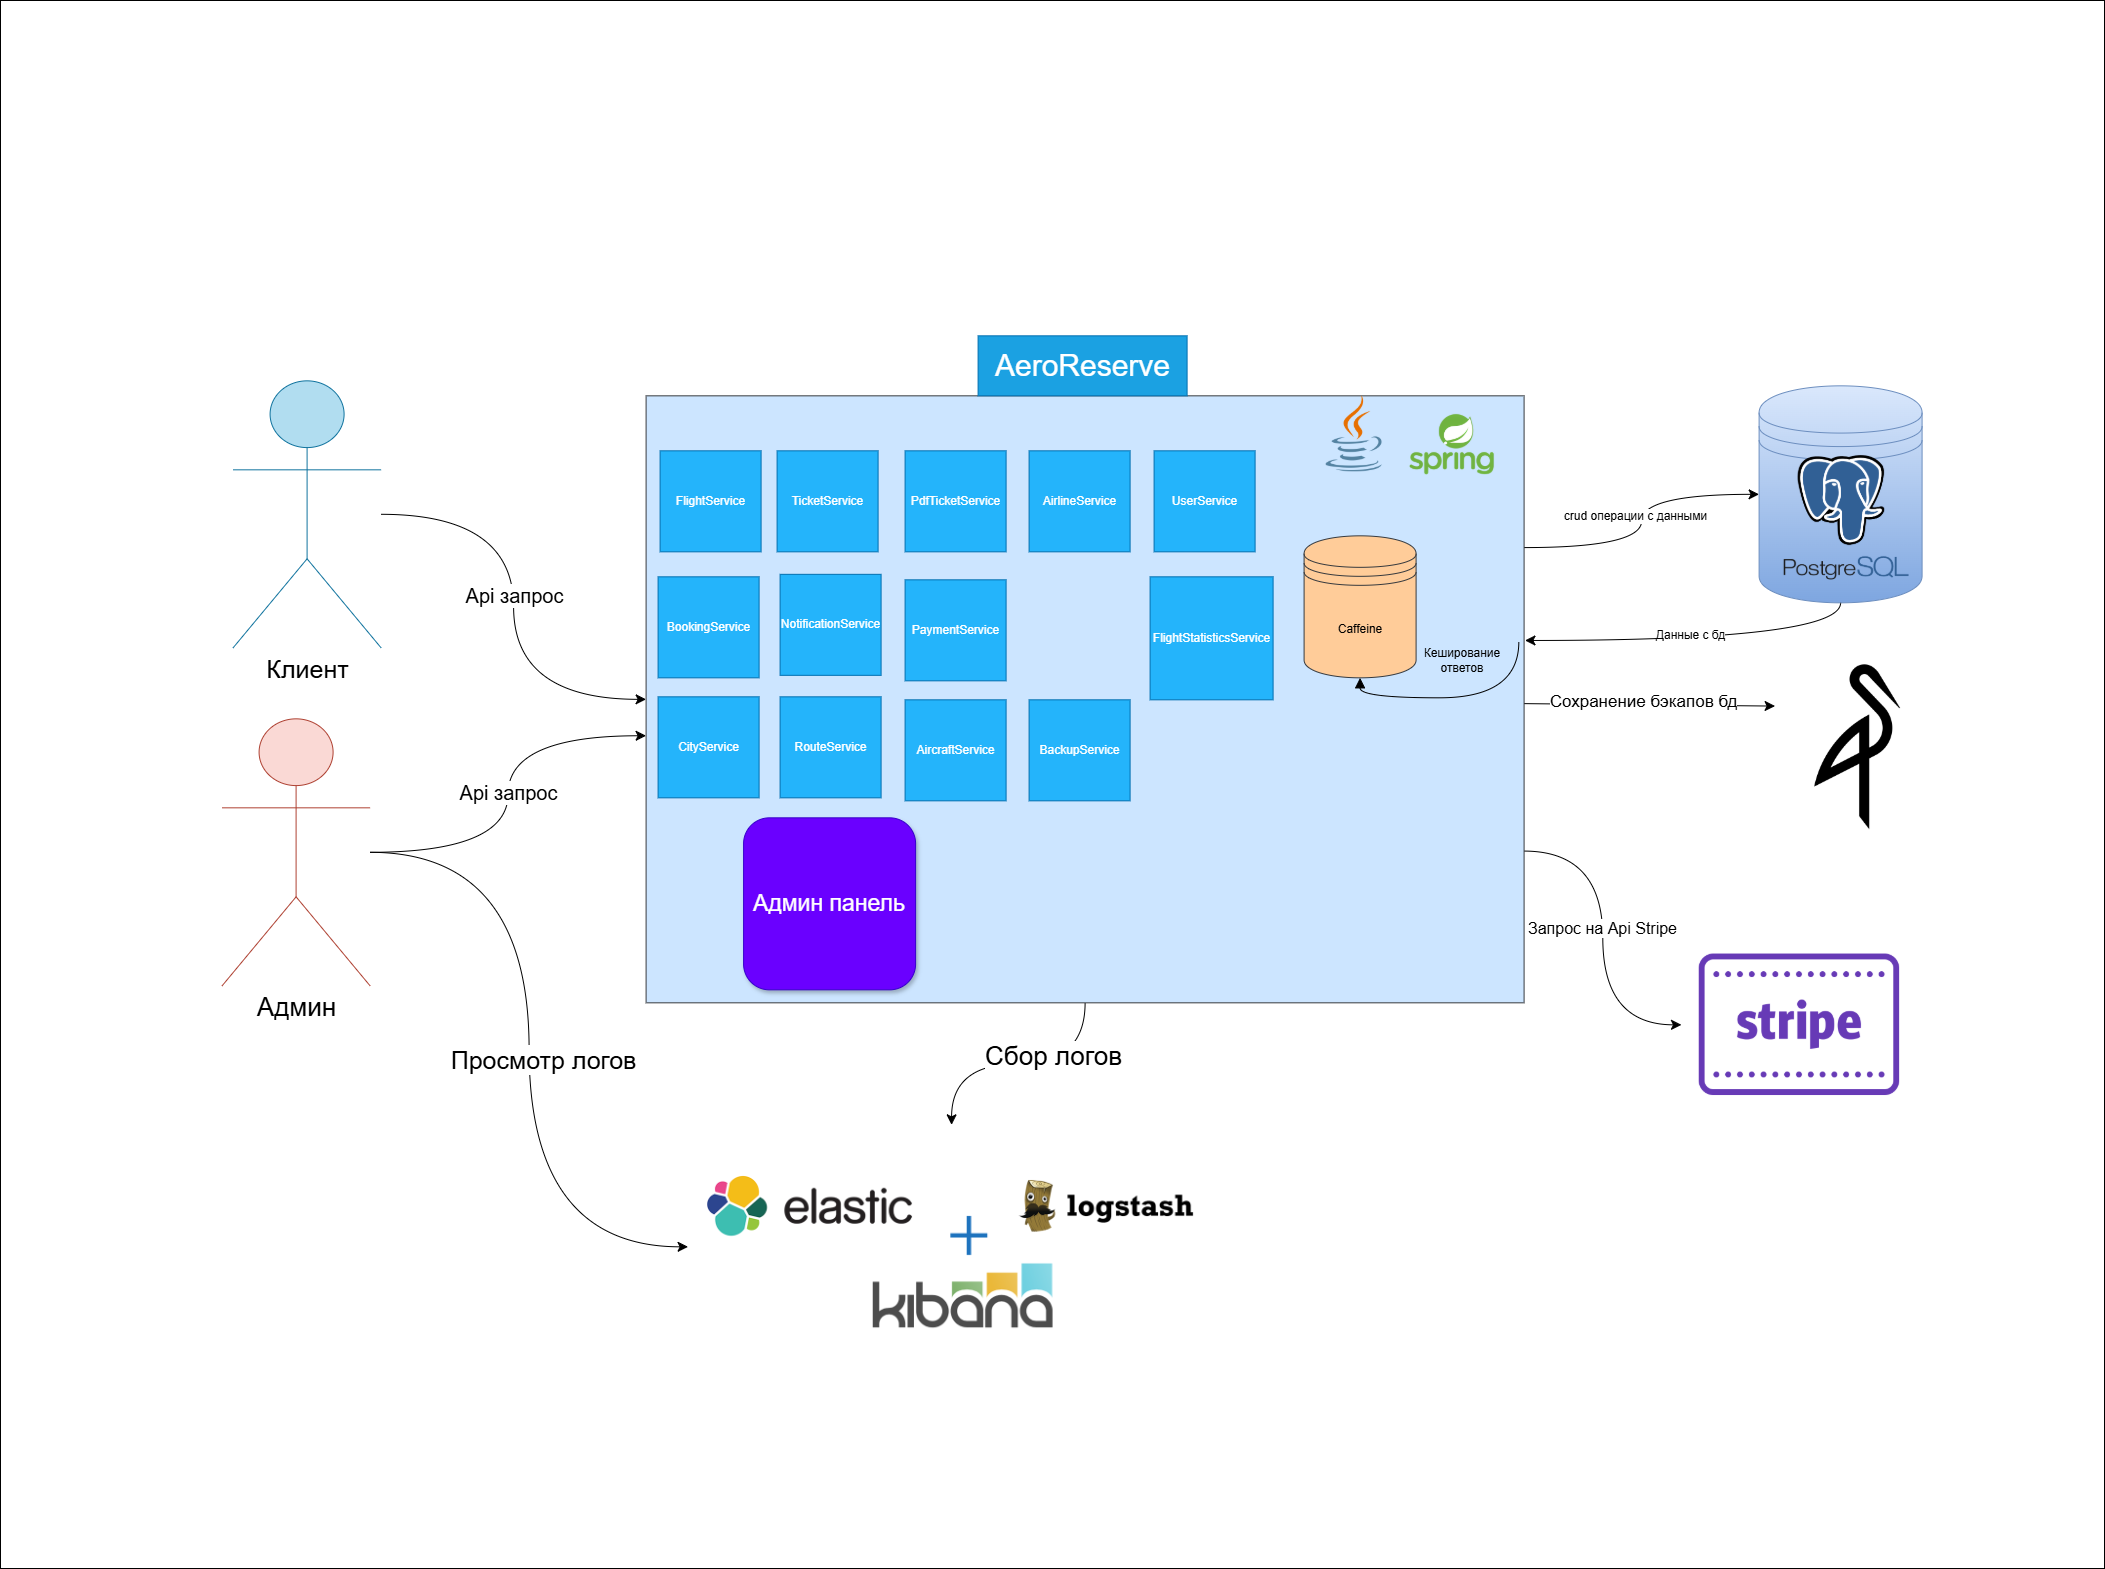 AeroReserve
spring
FlightService
TicketService
PdfTicketService
AirlineService
UserService
BookingService
NotificationService
PaymentService
FlightStatisticsService
CityService
RouteService
AircraftService
BackupService
Caffeine
Кеширование
ответов
Админ панель
Клиент
Api запрос
Админ
Api запрос
Просмотр логов
Сбор логов
crud операции с данными
PostgreSQL
Данные с бд
Сохранение бэкапов бд
Запрос на Api Stripe
stripe
elastic
logstash
kibana